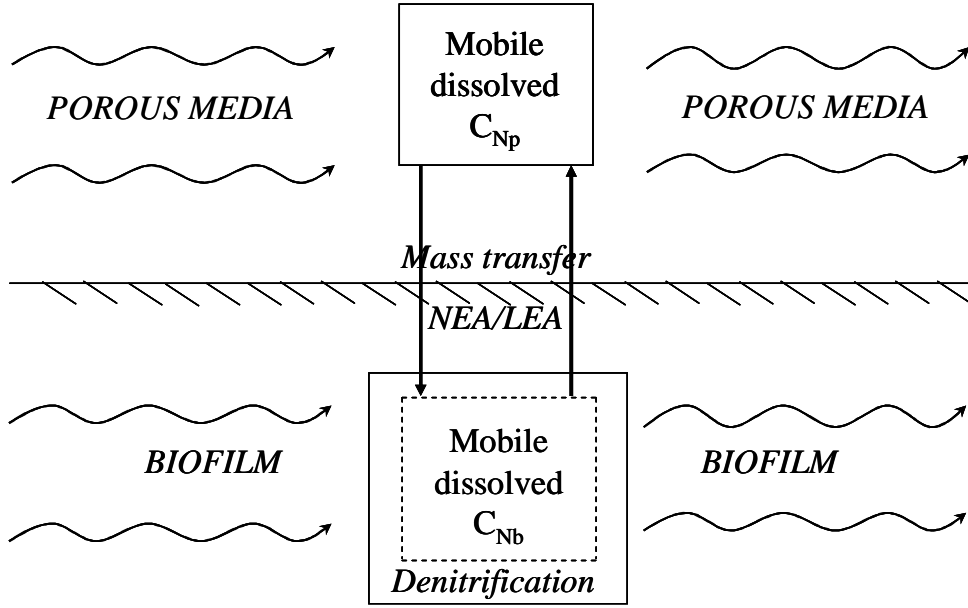 Mobile
dissolved
C_Np
POROUS MEDIA
POROUS MEDIA
Mass transfer
NEA/LEA
Mobile
dissolved
C_Nb
BIOFILM
BIOFILM
Denitrification